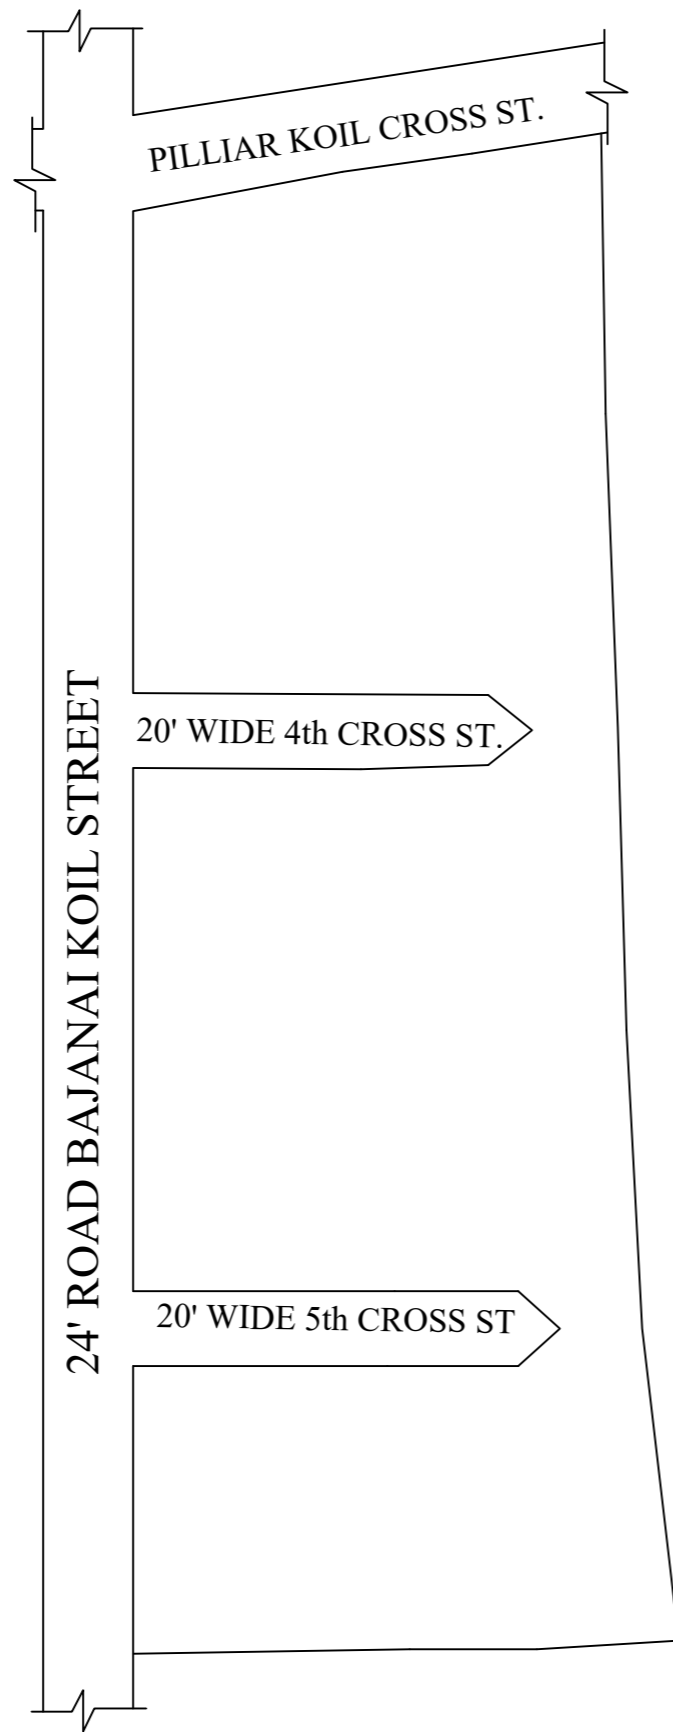 PILLIAR KOIL CROSS ST.
20' WIDE 4th CROSS ST.
24' ROAD BAJANAI KOIL STREET
20' WIDE 5th CROSS ST